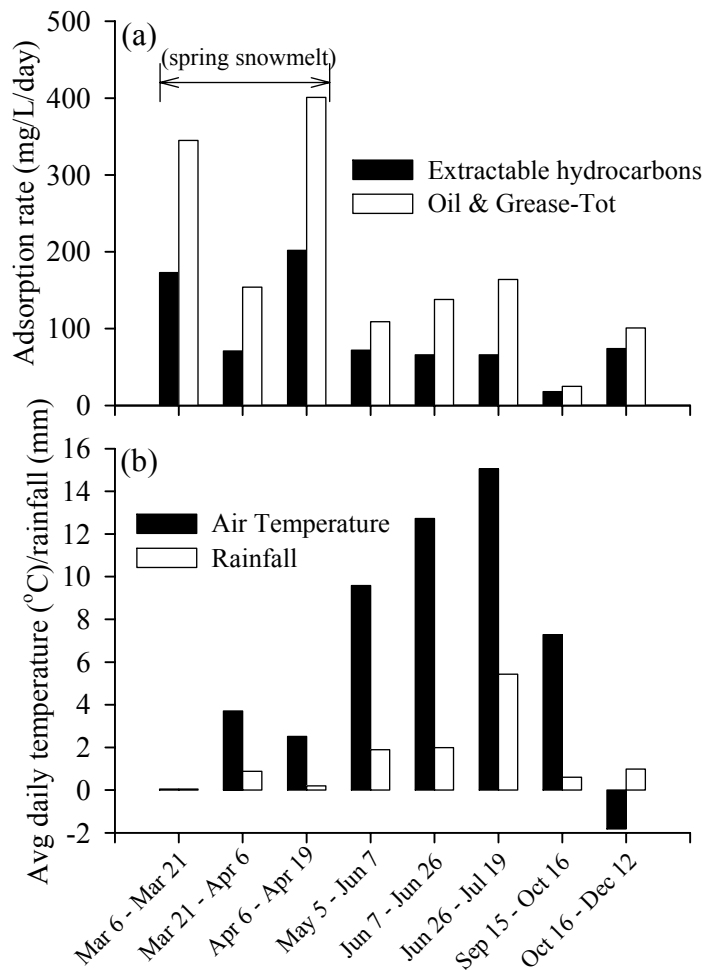 (a)
(spring snowmelt)
500
400
300
200
100
0
Adsorption rate (mg/L/day)
Extractable hydrocarbons
Oil & Grease-Tot
(b)
16
14
12
10
8
6
4
2
0
-2
Avg daily temperature (°C)/rainfall (mm)
Air Temperature
Rainfall
Mar 6 - Mar 21
Mar 21 - Apr 6
Apr 6 - Apr 19
May 5 - Jun 7
Jun 7 - Jun 26
Jun 26 - Jul 19
Sep 15 - Oct 16
Oct 16 - Dec 12